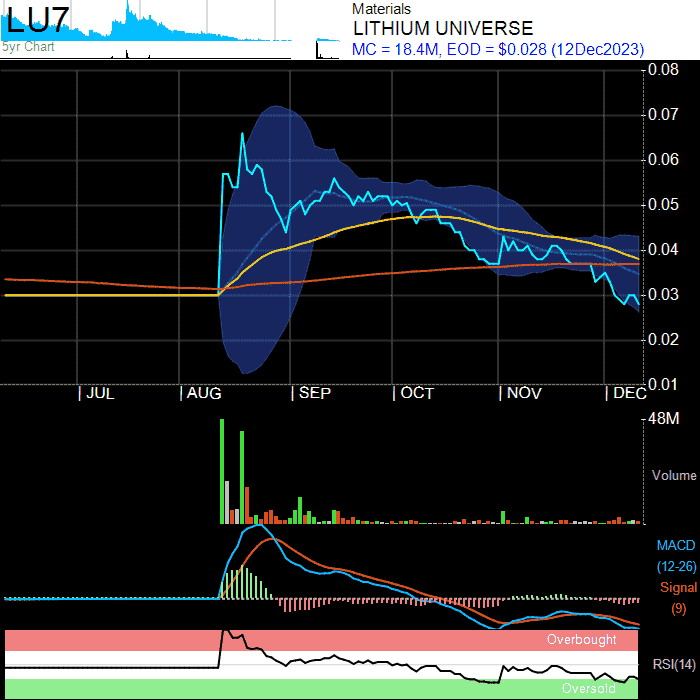 LU7
5yr Chart
Materials
LITHIUM UNIVERSE
MC = 18.4M, EOD = $0.028 (12Dec2023)
0.08
0.07
0.06
0.05
0.04
0.03
0.02
0.01
JUL AUG SEP OCT NOV DEC
48M
Volume
MACD
(12-26)
Signal
(9)
Overbought
RSI(14)
Oversold